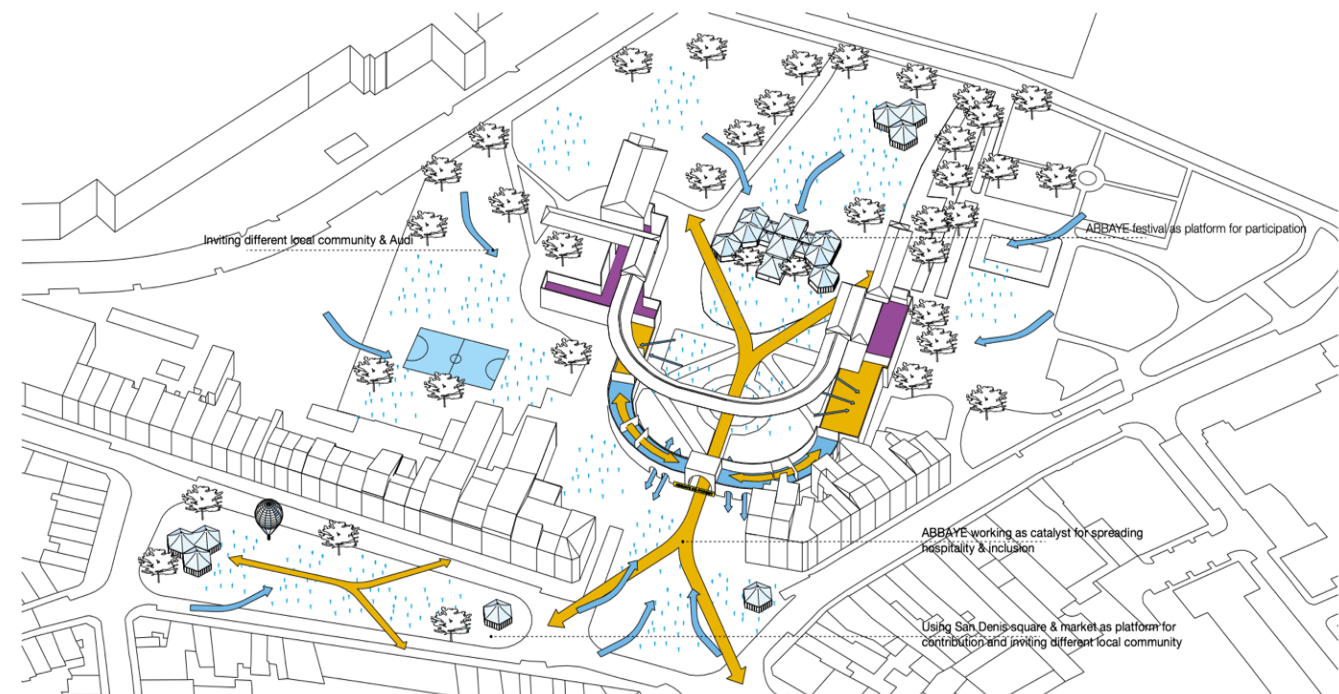 Inviting different local community & Audi
ABBAYE festival as platform for participation
ABBAYE working as catalyst for spreading
hospitality & inclusion
Using San Denis square & market as platform for
contribution and inviting different local community